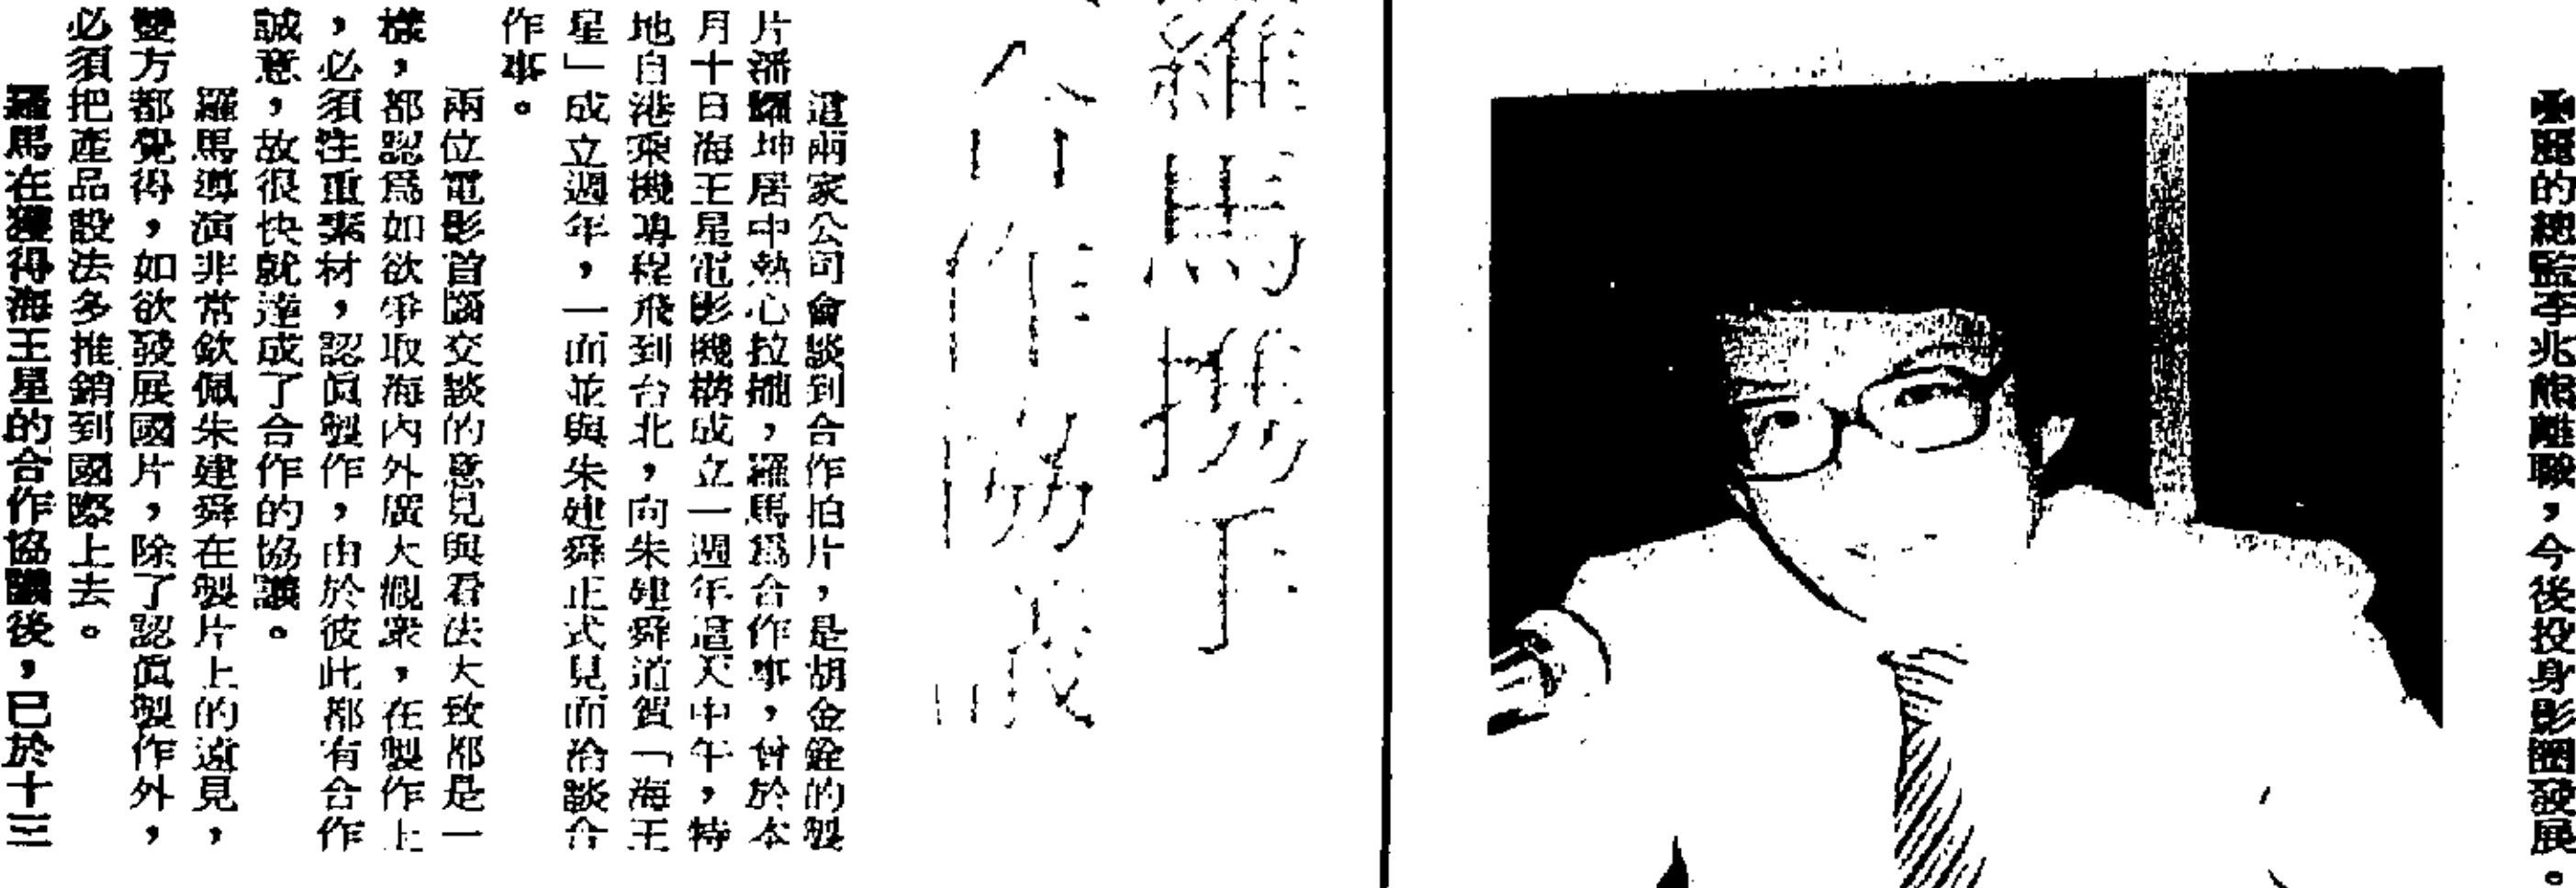 的總監李兆熊離職，今後投身影圈發展。
羅馬攜手
合作協議
這兩家公司會談到合作拍片，是胡金銓的製
片潘耀坤居中熱心拉攏，羅馬爲合作事，曾於本
月十日海王星電影機構成立一週年這天中午，特
地自港乘機專程飛到台北，向朱建舜道賀「海王
星」成立週年，一面並與朱建舜正式見面洽談合
作事。
兩位電影首腦交談的意見與看法大致都是一
樣，都認爲如欲爭取海內外廣大觀衆，在製作上
，必須注重素材，認眞製作，由於彼此都有合作
誠意，故很快就達成了合作的協議。
羅馬導演非常欽佩朱建舜在製片上的遠見，
雙方都覺得，如欲發展國片，除了認眞製作外，
必須把產品設法多推銷到國際上去。
羅馬在獲得海王星的合作協議後，已於十三